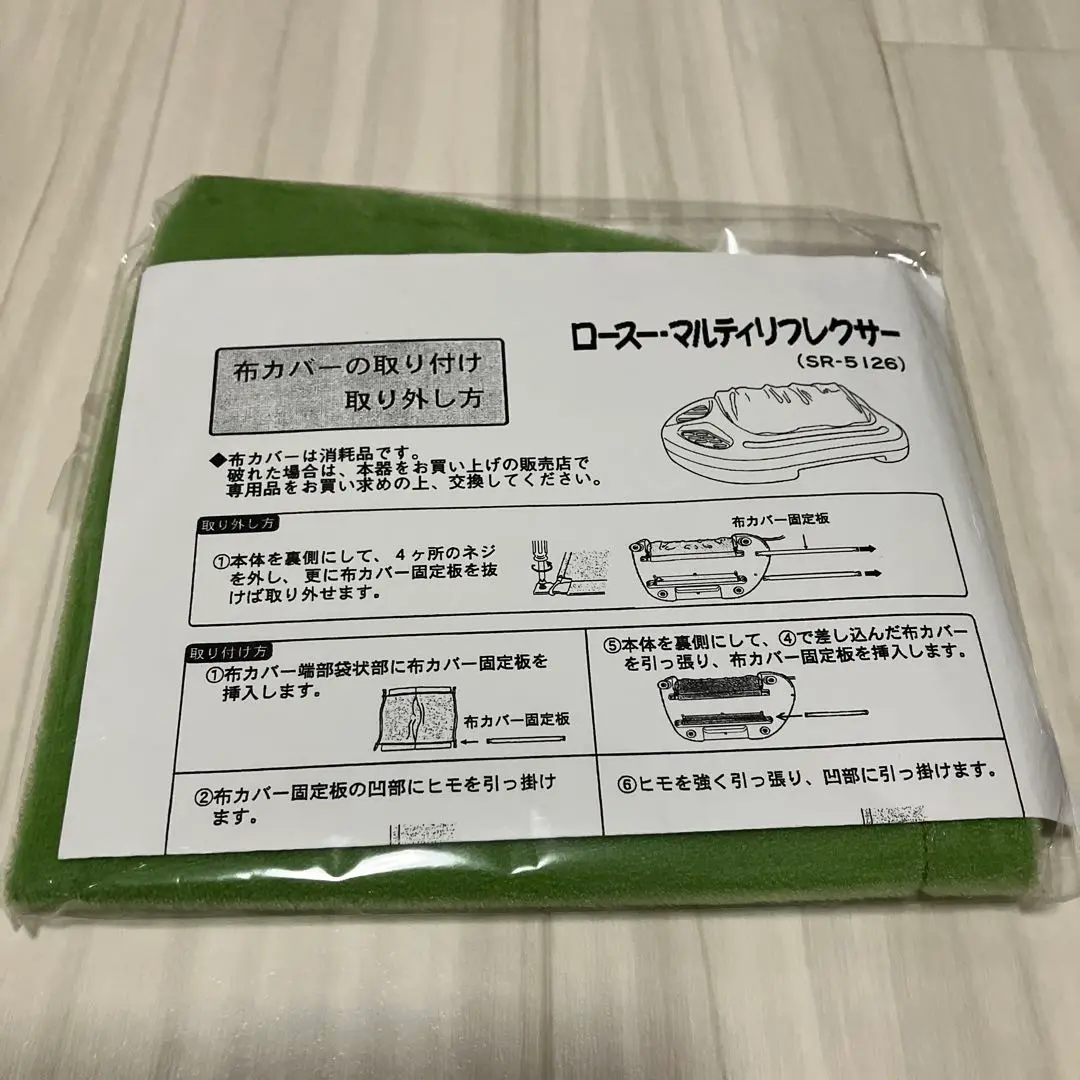 ロースー・マルティリフレクサー
(SR-5126)
布カバーの取り付け
取り外し方
◆布カバーは消耗品です。
破れた場合は、本器をお買い上げの販売店で
専用品をお買い求めの上、交換してください。
取り外し方
①本体を裏側にして、4ヶ所のネジ
を外し、更に布カバー固定板を抜
けば取り外せます。
布カバー固定板
取り付け方
①布カバー端部袋状部に布カバー固定板を
挿入します。
布カバー固定板
②布カバー固定板の凹部にヒモを引っ掛け
ます。
⑤本体を裏側にして、④で差し込んだ布カバー
を引っ張り、布カバー固定板を挿入します。
⑥ヒモを強く引っ張り、凹部に引っ掛けます。